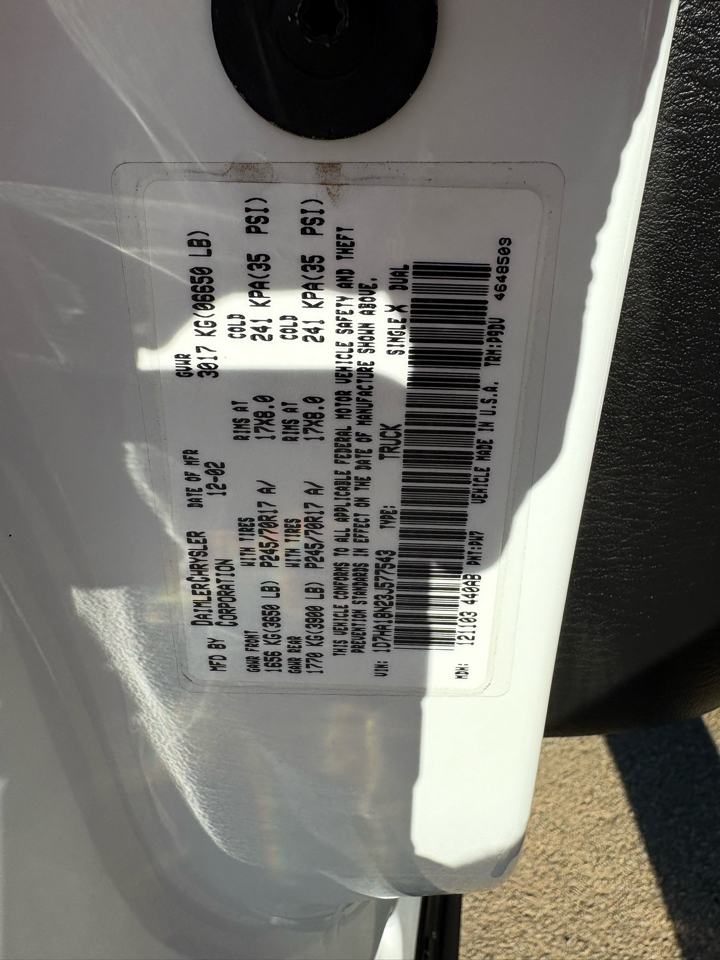 MFD BY DAIMLERCHRYSLER CORPORATION
DATE OF MFR 12-02
GVWR 3017 KG(06650 LB)
GAWR FRONT WITH TIRES RIMS AT COLD
1656 KG(3650 LB) P245/70R17 A/ 17X8.0 241 KPA(35 PSI)
GAWR REAR WITH TIRES RIMS AT COLD
1770 KG(3900 LB) P245/70R17 A/ 17X8.0 241 KPA(35 PSI)
THIS VEHICLE CONFORMS TO ALL APPLICABLE FEDERAL MOTOR VEHICLE SAFETY AND THEFT
PREVENTION STANDARDS IN EFFECT ON THE DATE OF MANUFACTURE SHOWN ABOVE.
VIN: 1D7HA18N23J577543 TYPE: TRUCK SINGLE X DUAL
MDH: 121103 440AB PNT:PW7 VEHICLE MADE IN U.S.A. TRM:P9DV 4648509